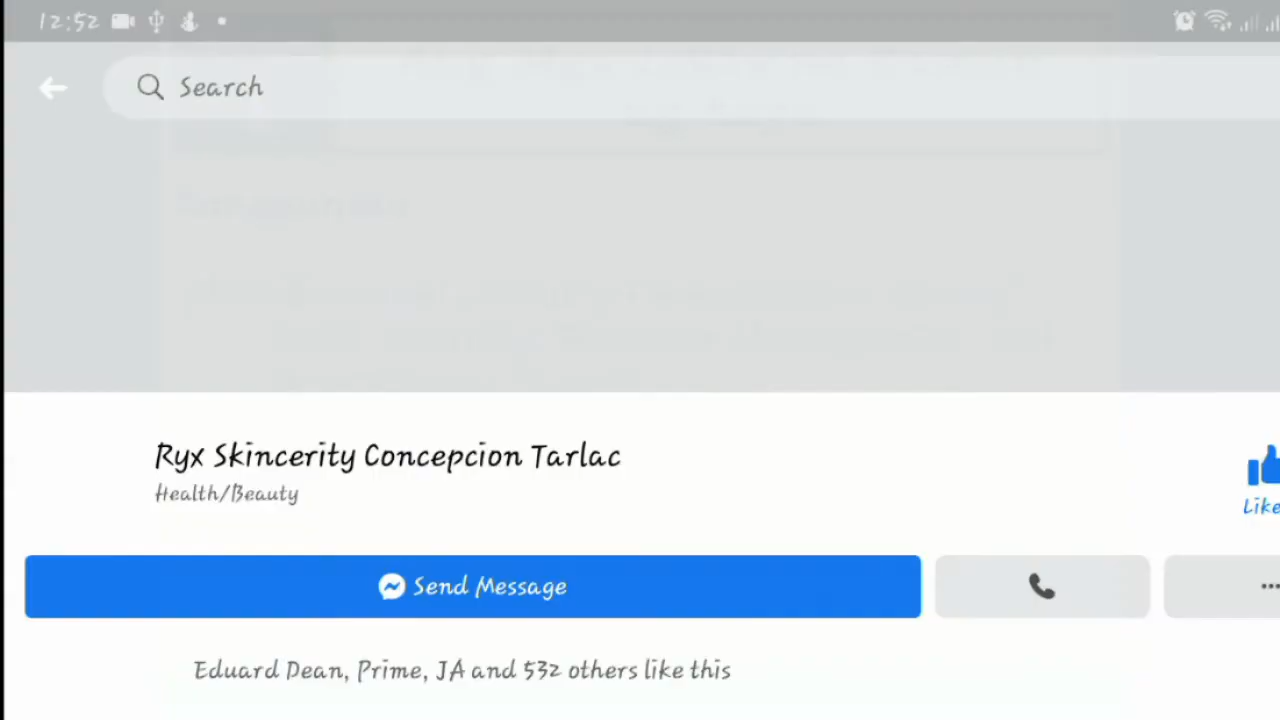 12:52
Search
Ryx Skincerity Concepcion Tarlac
Health/Beauty
Like
Send Message
Eduard Dean, Prime, JA and 532 others like this